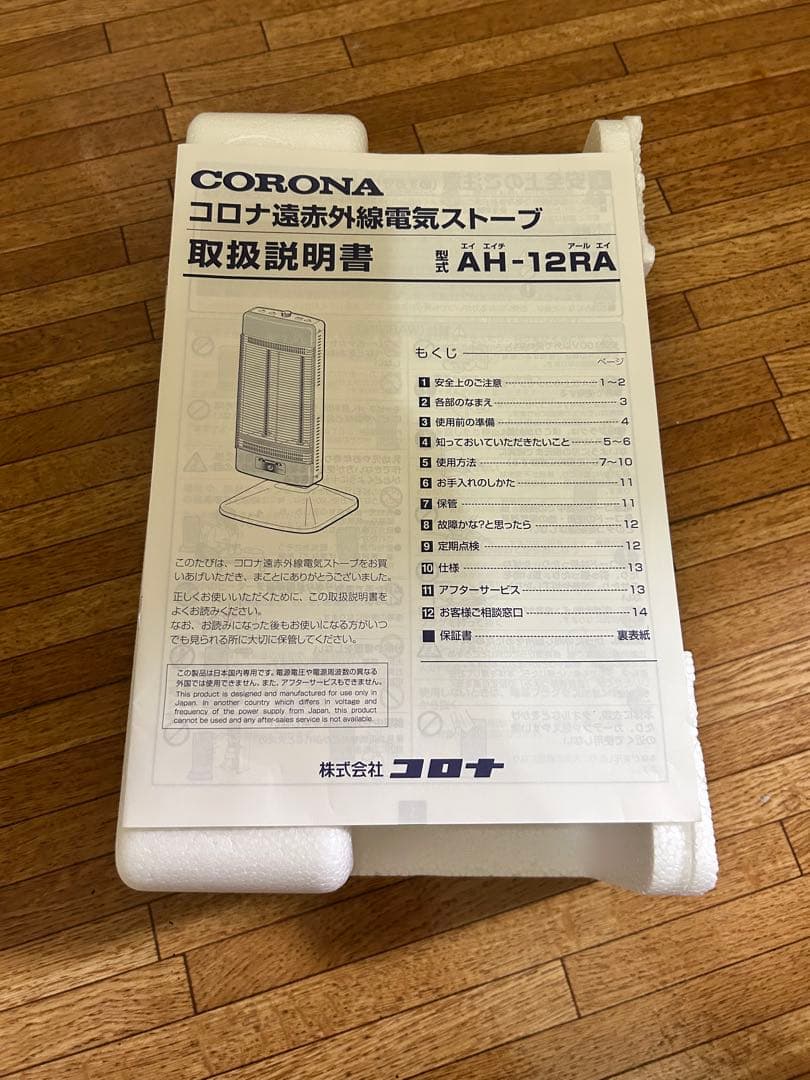 CORONA
コロナ遠赤外線電気ストーブ
取扱説明書
エイ エイチ アール エイ
型式 AH-12RA
もくじ
ページ
1 安全上のご注意 1～2
2 各部のなまえ 3
3 使用前の準備 4
4 知っておいていただきたいこと 5～6
5 使用方法 7～10
6 お手入れのしかた 11
7 保管 11
8 故障かな?と思ったら 12
9 定期点検 12
10 仕様 13
11 アフターサービス 13
12 お客様ご相談窓口 14
■ 保証書 裏表紙
このたびは、コロナ遠赤外線電気ストーブをお買
いあげいただき、まことにありがとうございました。
正しくお使いいただくために、この取扱説明書を
よくお読みください。
なお、お読みになった後もお使いになる方がいつ
でも見られる所に大切に保管してください。
この製品は日本国内専用です。電源電圧や電源周波数の異なる
外国では使用できません。また、アフターサービスもできません。
This product is designed and manufactured for use only in
Japan. In another country which differs in voltage and
frequency of the power supply from Japan, this product
cannot be used and any after-sales service is not available.
株式会社 コロナ